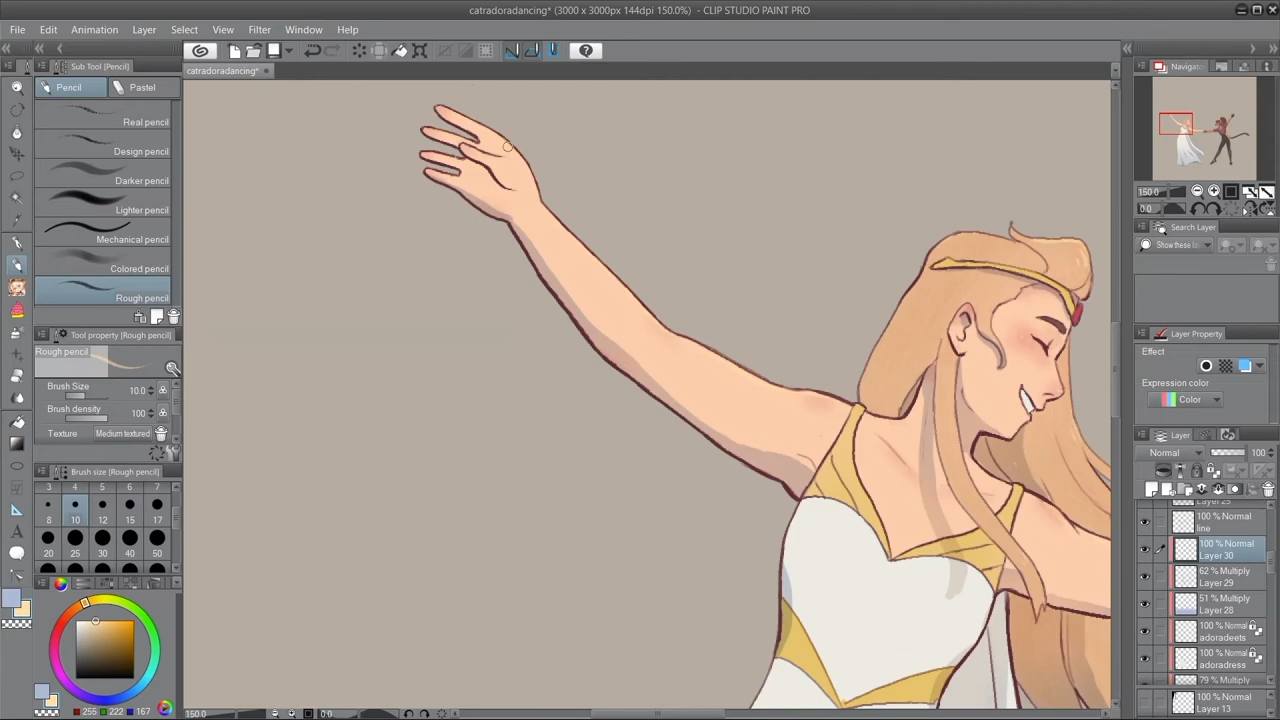 catradoradancing* (3000 x 3000px 144dpi 150.0%) - CLIP STUDIO PAINT PRO
File Edit Animation Layer Select View Filter Window Help
Sub Tool [Pencil]
catradoradancing*
Navigator
Pencil Pastel
Real pencil
Design pencil
Darker pencil
Lighter pencil
Mechanical pencil
Colored pencil
Rough pencil
Tool property [Rough pencil]
Rough pencil
Brush Size 10.0
Brush density 100
Texture Medium textured
Brush size [Rough pencil]
3 4 5 6 7
8 10 12 15 17
20 25 30 40 50
255 222 167
150.0 0.0
150.0
0.0
Search Layer
Show these la
Layer Property
Effect
Expression color
Color
Layer
Normal 100
Layer 25
100 % Normal
line
100 % Normal
Layer 30
62 % Multiply
Layer 29
51 % Multiply
Layer 28
100 % Normal
adoradeets
100 % Normal
adoradress
79 % Multiply
100 % Normal
Layer 13